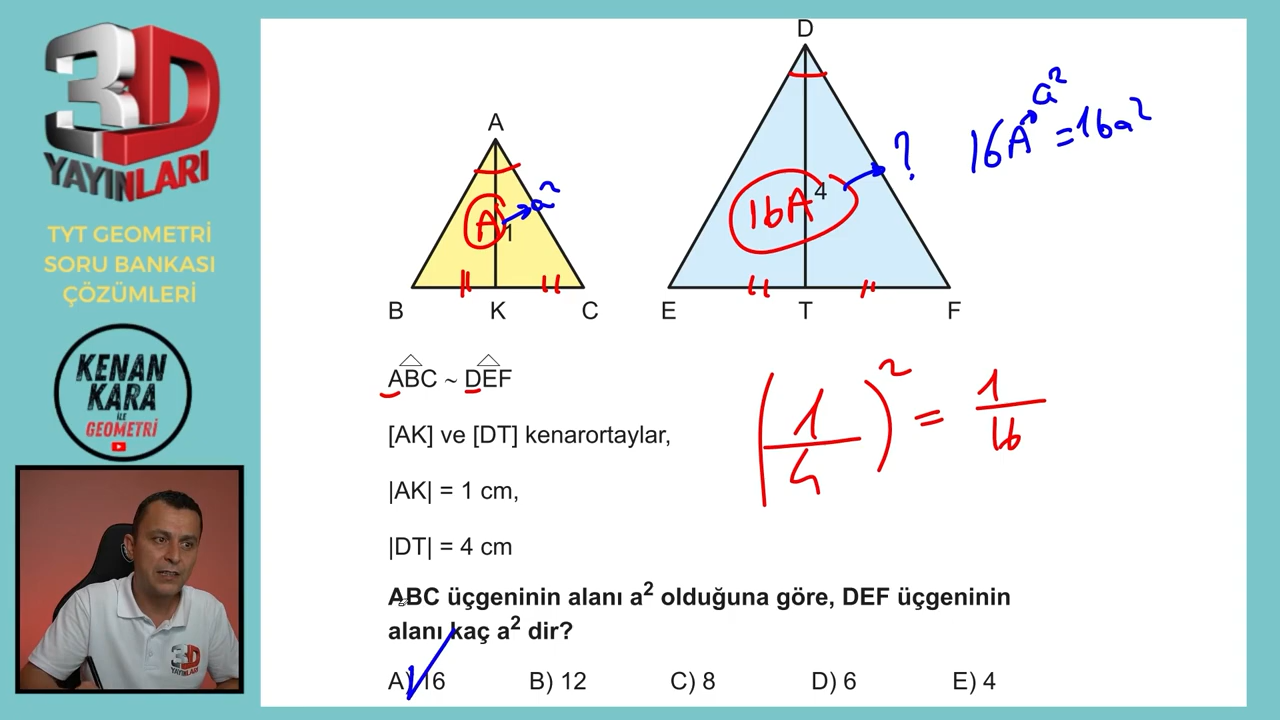 3D
YAYINLARI
TYT GEOMETRİ
SORU BANKASI
ÇÖZÜMLERİ
KENAN
KARA
İLE
GEOMETRİ
3D
YAYINLARI
A
A
a²
1
B
K
C
D
16A
4
?
E
T
F
a²
16A = 16a²
ABC ~ DEF
[AK] ve [DT] kenarortaylar,
|AK| = 1 cm,
|DT| = 4 cm
(1/4)² = 1/16
ABC üçgeninin alanı a² olduğuna göre, DEF üçgeninin
alanı kaç a² dir?
A) 16 B) 12 C) 8 D) 6 E) 4